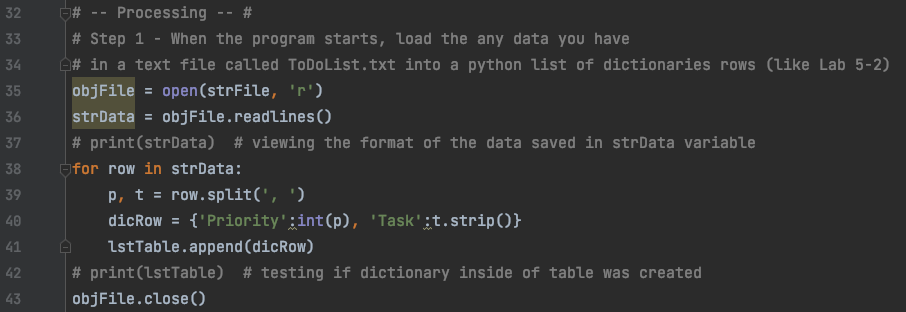 32 # -- Processing -- #
33 # Step 1 - When the program starts, load the any data you have
34 # in a text file called ToDoList.txt into a python list of dictionaries rows (like Lab 5-2)
35 objFile = open(strFile, 'r')
36 strData = objFile.readlines()
37 # print(strData)  # viewing the format of the data saved in strData variable
38 for row in strData:
39     p, t = row.split(', ')
40     dicRow = {'Priority':int(p), 'Task':t.strip()}
41     lstTable.append(dicRow)
42 # print(lstTable)  # testing if dictionary inside of table was created
43 objFile.close()